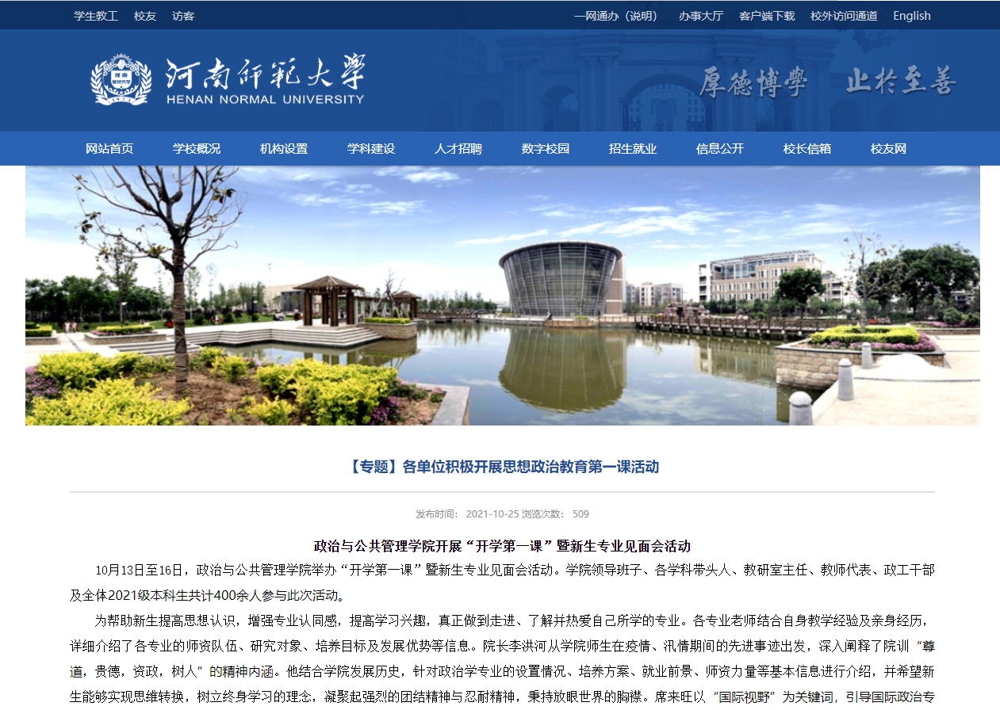 学生教工 校友 访客 一网通办（说明） 办事大厅 客户端下载 校外访问通道 English
河南师范大学
HENAN NORMAL UNIVERSITY
厚德博學 止於至善
网站首页 学校概况 机构设置 学科建设 人才招聘 数字校园 招生就业 信息公开 校长信箱 校友网
【专题】各单位积极开展思想政治教育第一课活动
发布时间： 2021-10-25 浏览次数： 509
政治与公共管理学院开展“开学第一课”暨新生专业见面会活动
10月13日至16日，政治与公共管理学院举办“开学第一课”暨新生专业见面会活动。学院领导班子、各学科带头人、教研室主任、教师代表、政工干部
及全体2021级本科生共计400余人参与此次活动。
为帮助新生提高思想认识，增强专业认同感，提高学习兴趣，真正做到走进、了解并热爱自己所学的专业。各专业老师结合自身教学经验及亲身经历，
详细介绍了各专业的师资队伍、研究对象、培养目标及发展优势等信息。院长李洪河从学院师生在疫情、汛情期间的先进事迹出发，深入阐释了院训“尊
道，贵德，资政，树人”的精神内涵。他结合学院发展历史，针对政治学专业的设置情况、培养方案、就业前景、师资力量等基本信息进行介绍，并希望新
生能够实现思维转换，树立终身学习的理念，凝聚起强烈的团结精神与忍耐精神，秉持放眼世界的胸襟。席来旺以“国际视野”为关键词，引导国际政治专